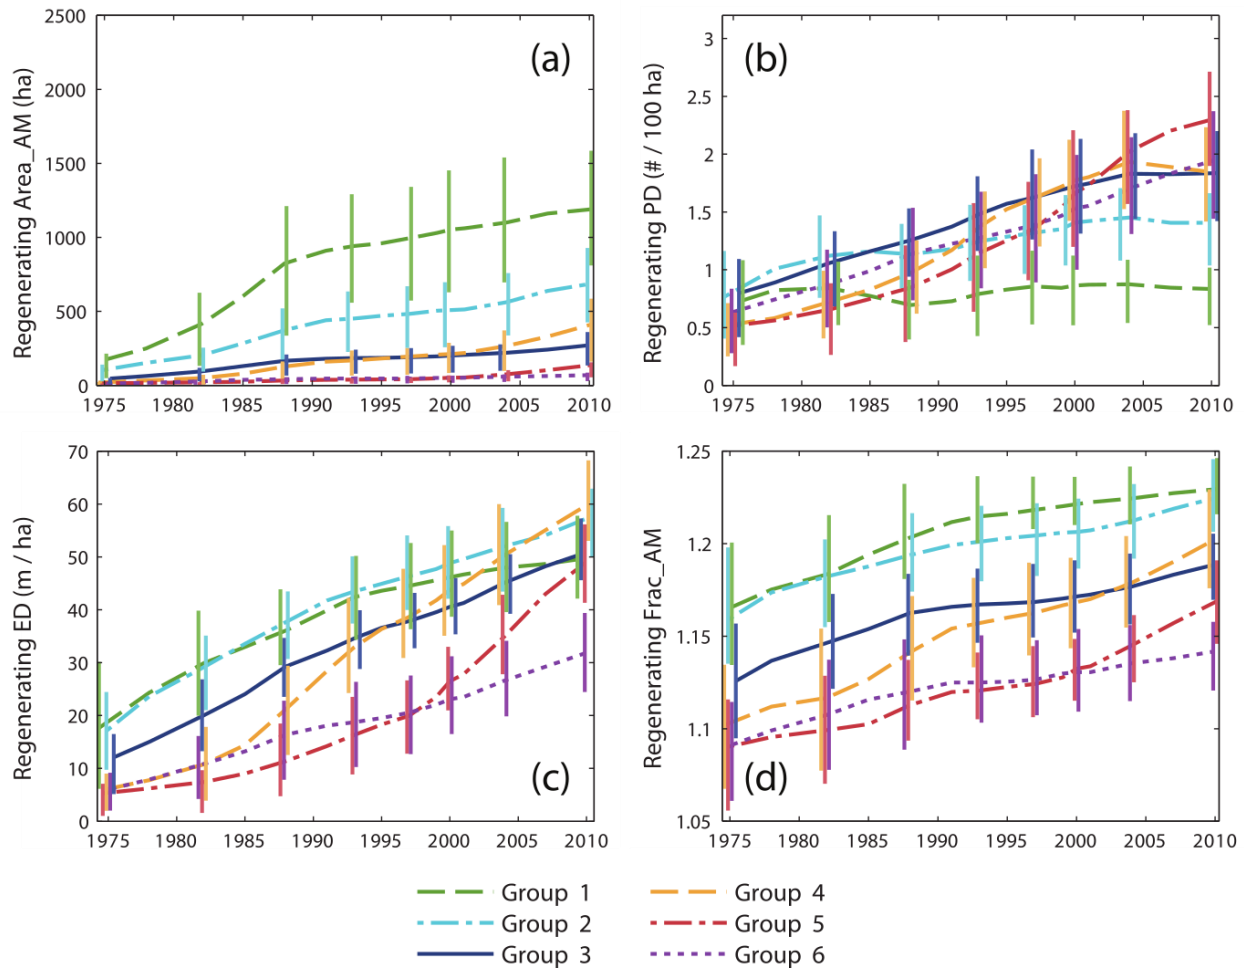 2500
2000
1500
1000
500
0
Regenerating Area_AM (ha)
(a)
1975 1980 1985 1990 1995 2000 2005 2010
3
2.5
2
1.5
1
0.5
0
Regenerating PD (# / 100 ha)
(b)
1975 1980 1985 1990 1995 2000 2005 2010
70
60
50
40
30
20
10
0
Regenerating ED (m / ha)
(c)
1975 1980 1985 1990 1995 2000 2005 2010
1.25
1.2
1.15
1.1
1.05
Regenerating Frac_AM
(d)
1975 1980 1985 1990 1995 2000 2005 2010
Group 1
Group 2
Group 3
Group 4
Group 5
Group 6